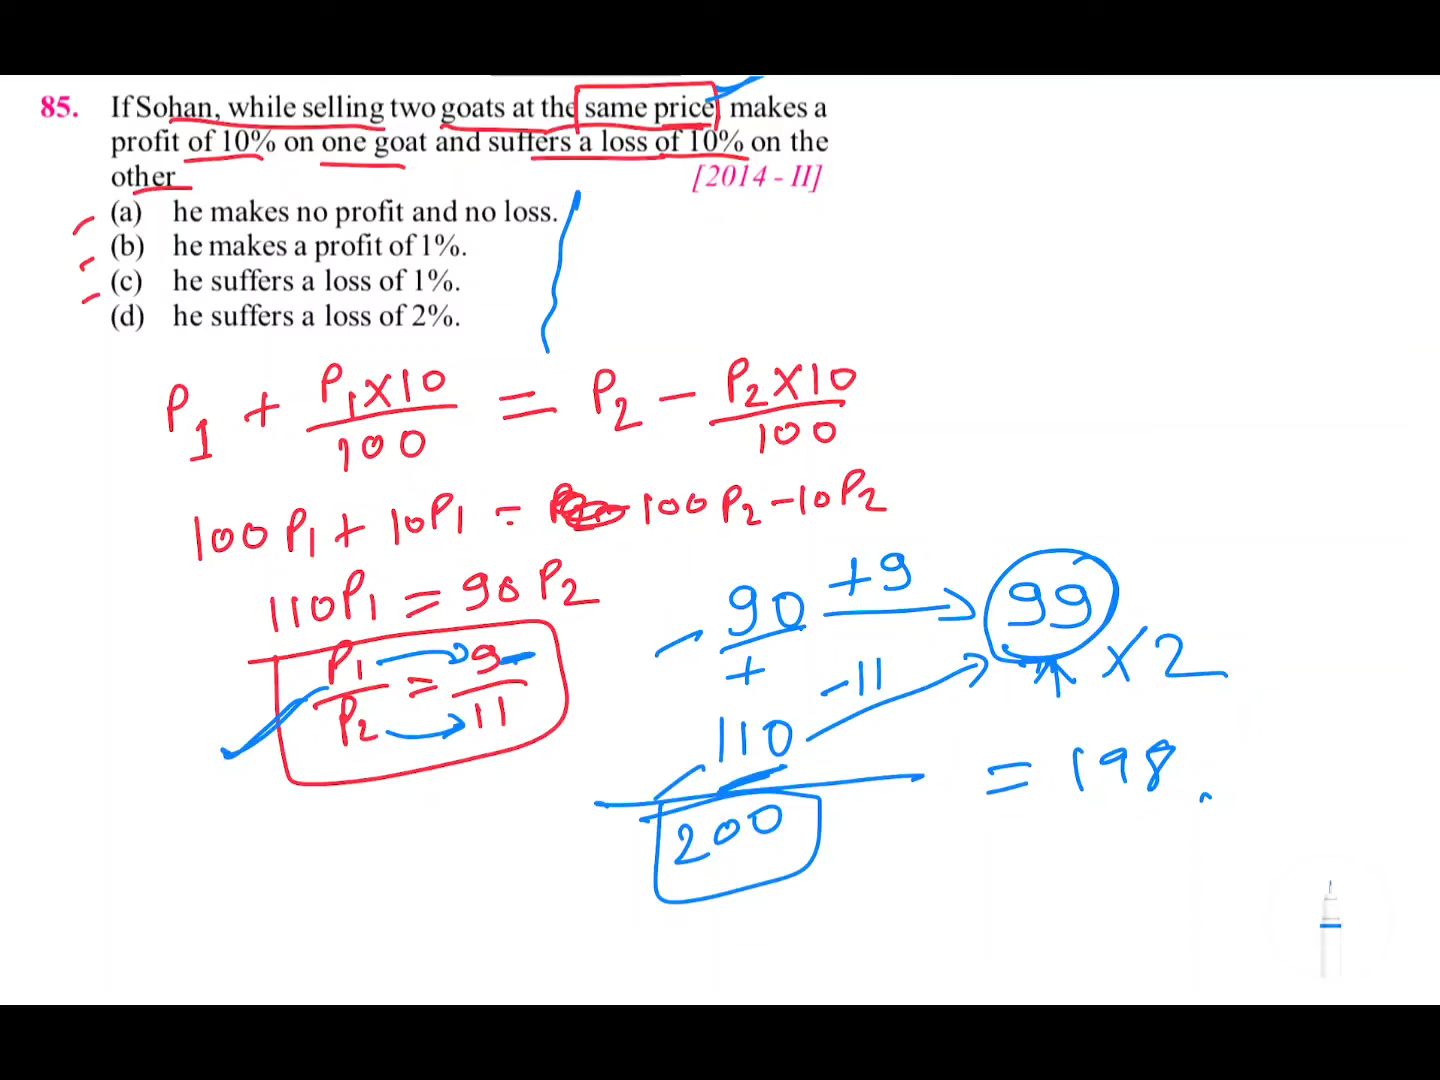 85. If Sohan, while selling two goats at the same price, makes a
profit of 10% on one goat and suffers a loss of 10% on the
other [2014 - II]
(a) he makes no profit and no loss.
(b) he makes a profit of 1%.
(c) he suffers a loss of 1%.
(d) he suffers a loss of 2%.
P₁ + P₁×10/100 = P₂ − P₂×10/100
100P₁ + 10P₁ = 100P₂ − 10P₂
110P₁ = 90P₂
P₁/P₂ = 9/11
90 +9 → 99
+ −11 ×2
110
200
= 198.